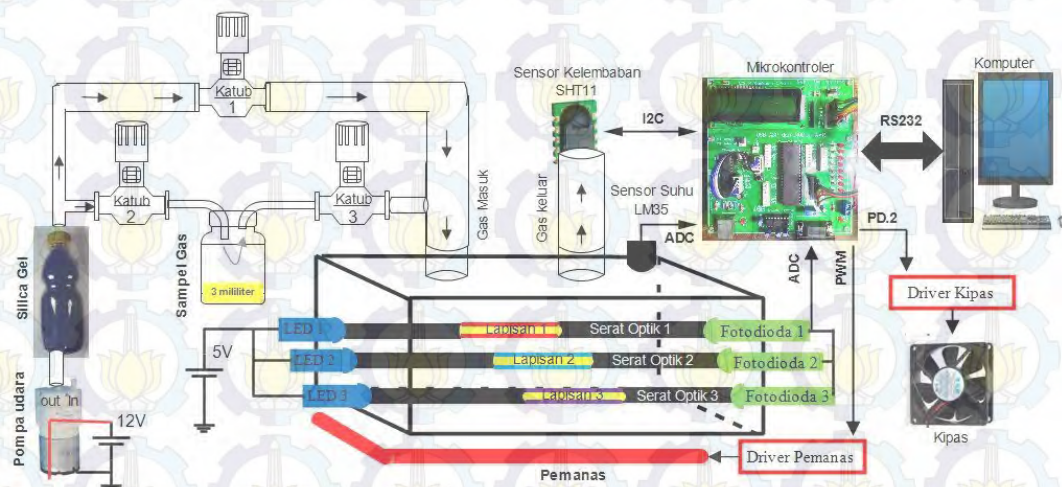 Katub
1
Katub
2
Katub
3
Silica Gel
Pompa udara
out In
12V
Sampel Gas
3 mililiter
Gas Masuk
Gas Keluar
Sensor Kelembaban
SHT11
I2C
Sensor Suhu
LM35
ADC
Mikrokontroler
RS232
Komputer
PD.2
ADC
PWM
Driver Kipas
Kipas
5V
LED 1
Lapisan 1
Serat Optik 1
Fotodioda 1
LED 2
Lapisan 2
Serat Optik 2
Fotodioda 2
LED 3
Lapisan 3
Serat Optik 3
Fotodioda 3
Driver Pemanas
Pemanas